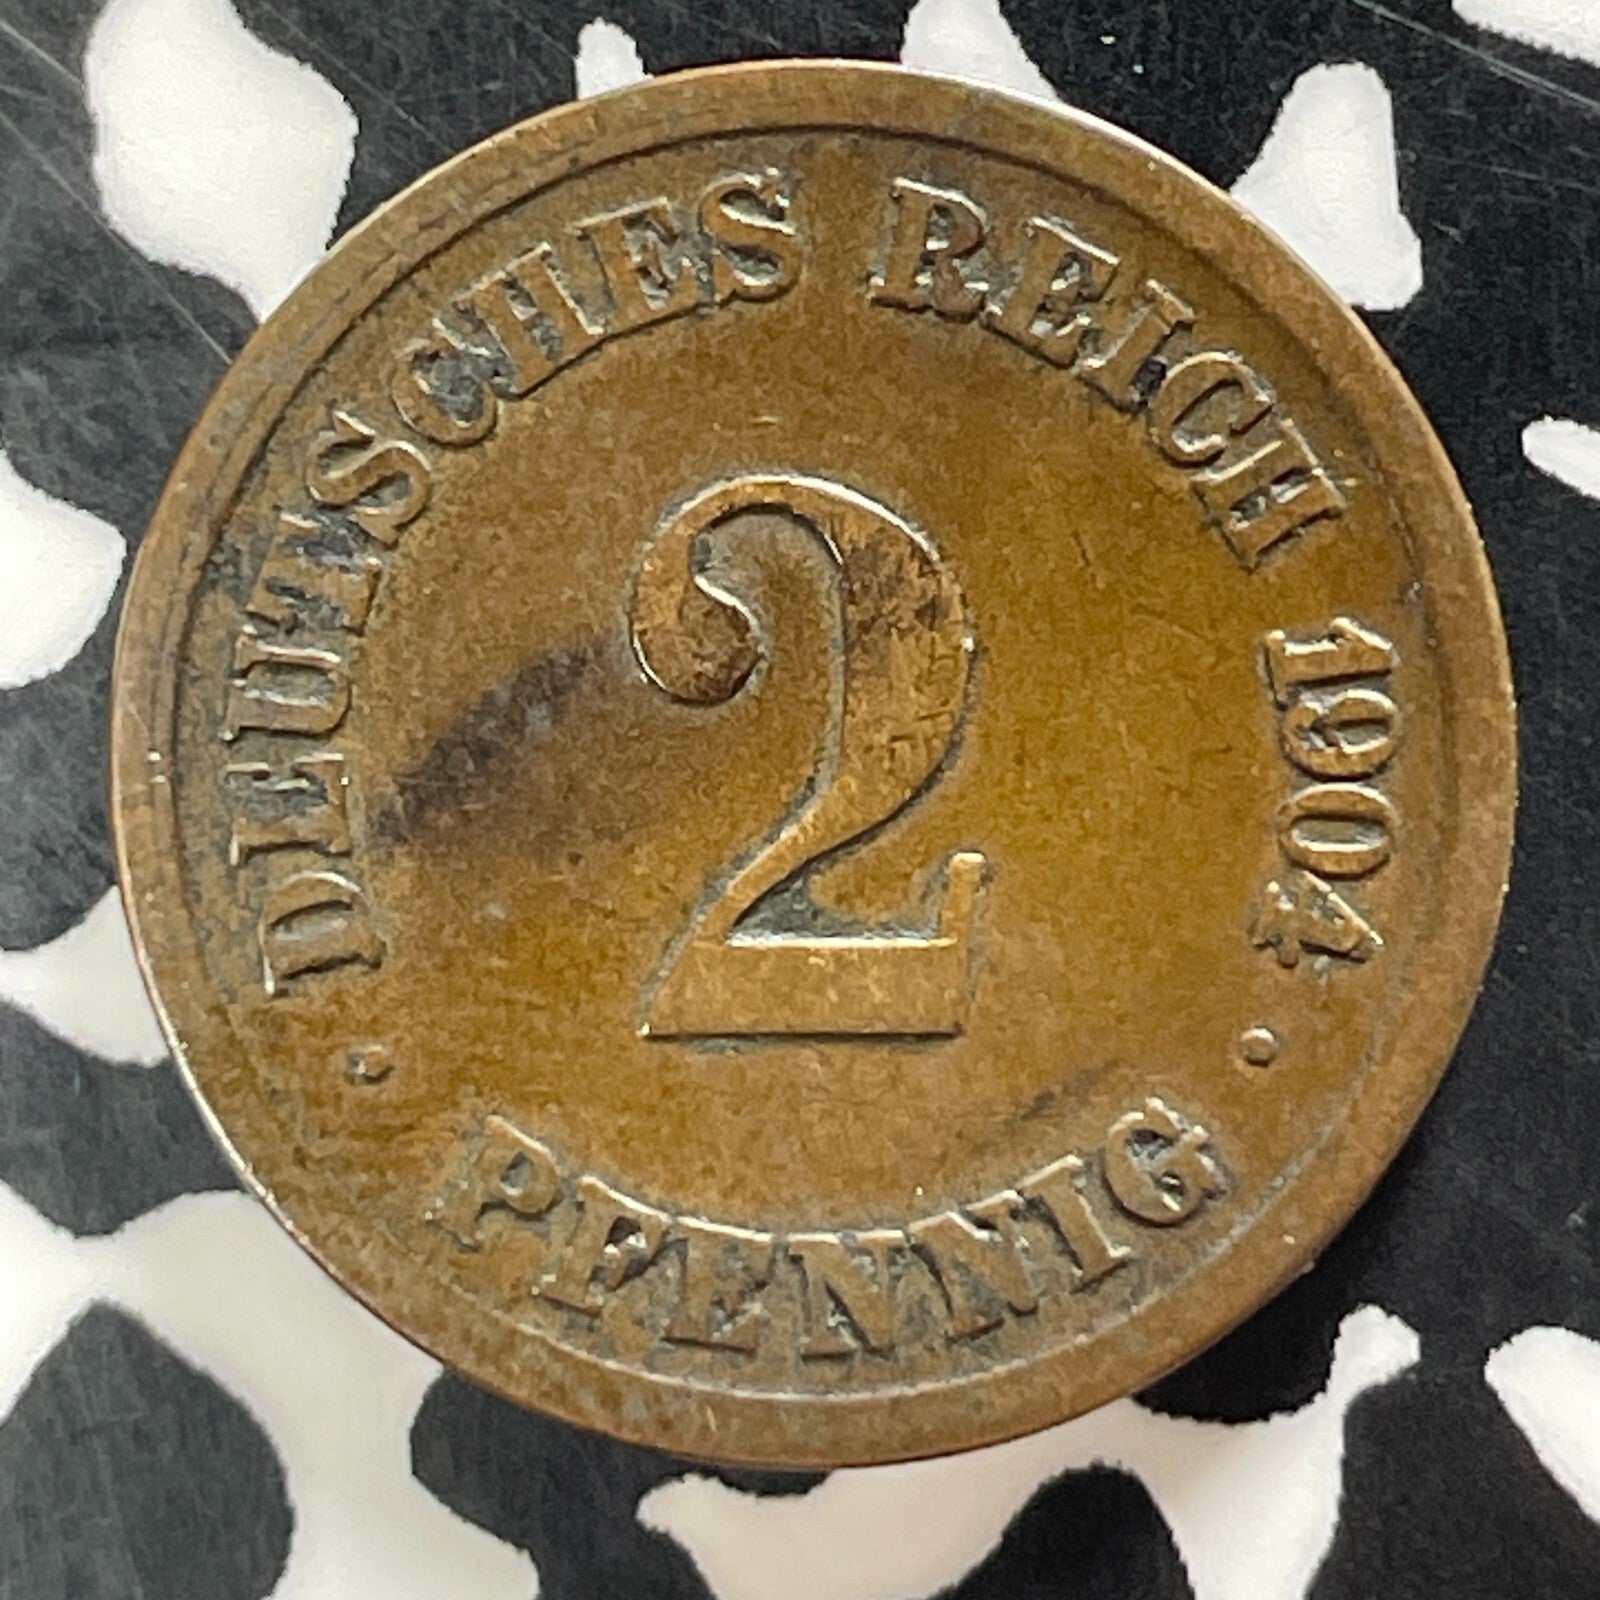 DEUTSCHES REICH 1904
2
· PFENNIG ·